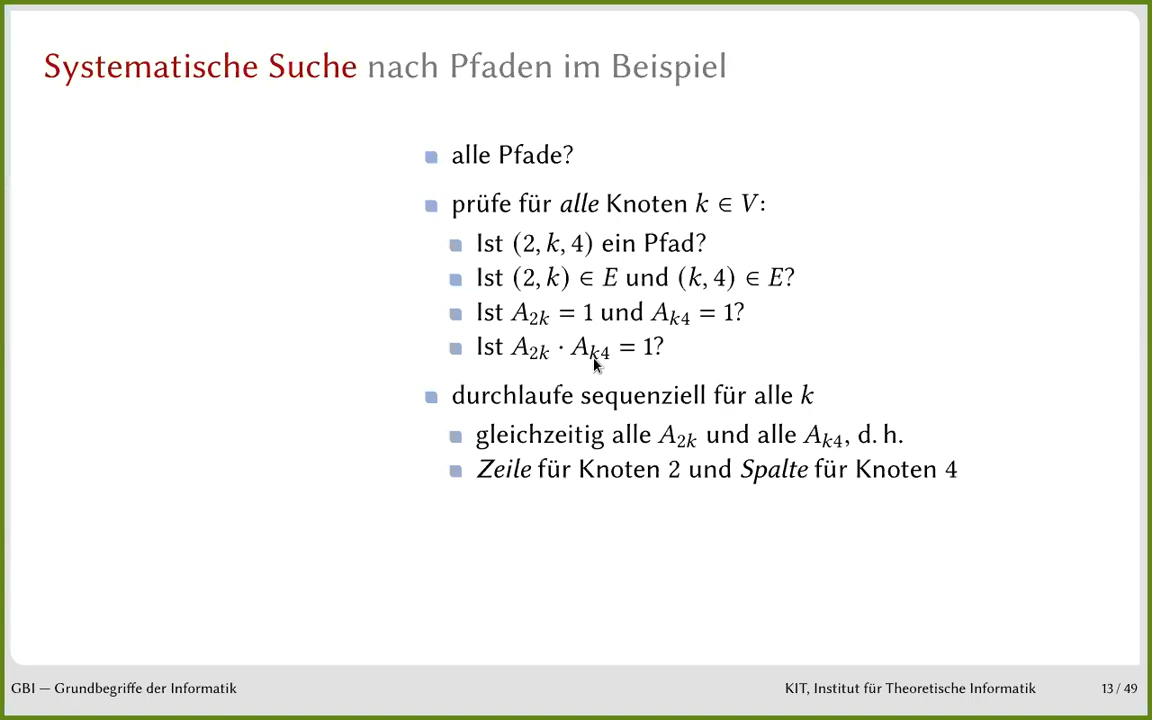 Systematische Suche nach Pfaden im Beispiel
alle Pfade?
prüfe für alle Knoten k ∈ V:
Ist (2, k, 4) ein Pfad?
Ist (2, k) ∈ E und (k, 4) ∈ E?
Ist A₂ₖ = 1 und Aₖ₄ = 1?
Ist A₂ₖ · Aₖ₄ = 1?
durchlaufe sequenziell für alle k
gleichzeitig alle A₂ₖ und alle Aₖ₄, d. h.
Zeile für Knoten 2 und Spalte für Knoten 4
GBI — Grundbegriffe der Informatik
KIT, Institut für Theoretische Informatik
13 / 49